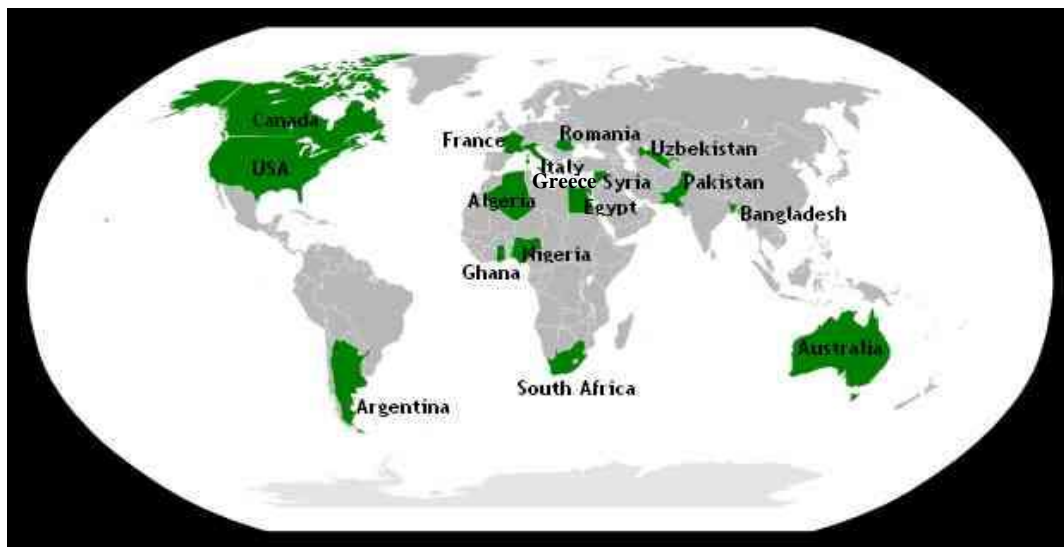 Canada
USA
France
Romania
Uzbekistan
Italy
Greece
Syria
Pakistan
Algeria
Egypt
Bangladesh
Nigeria
Ghana
Australia
South Africa
Argentina